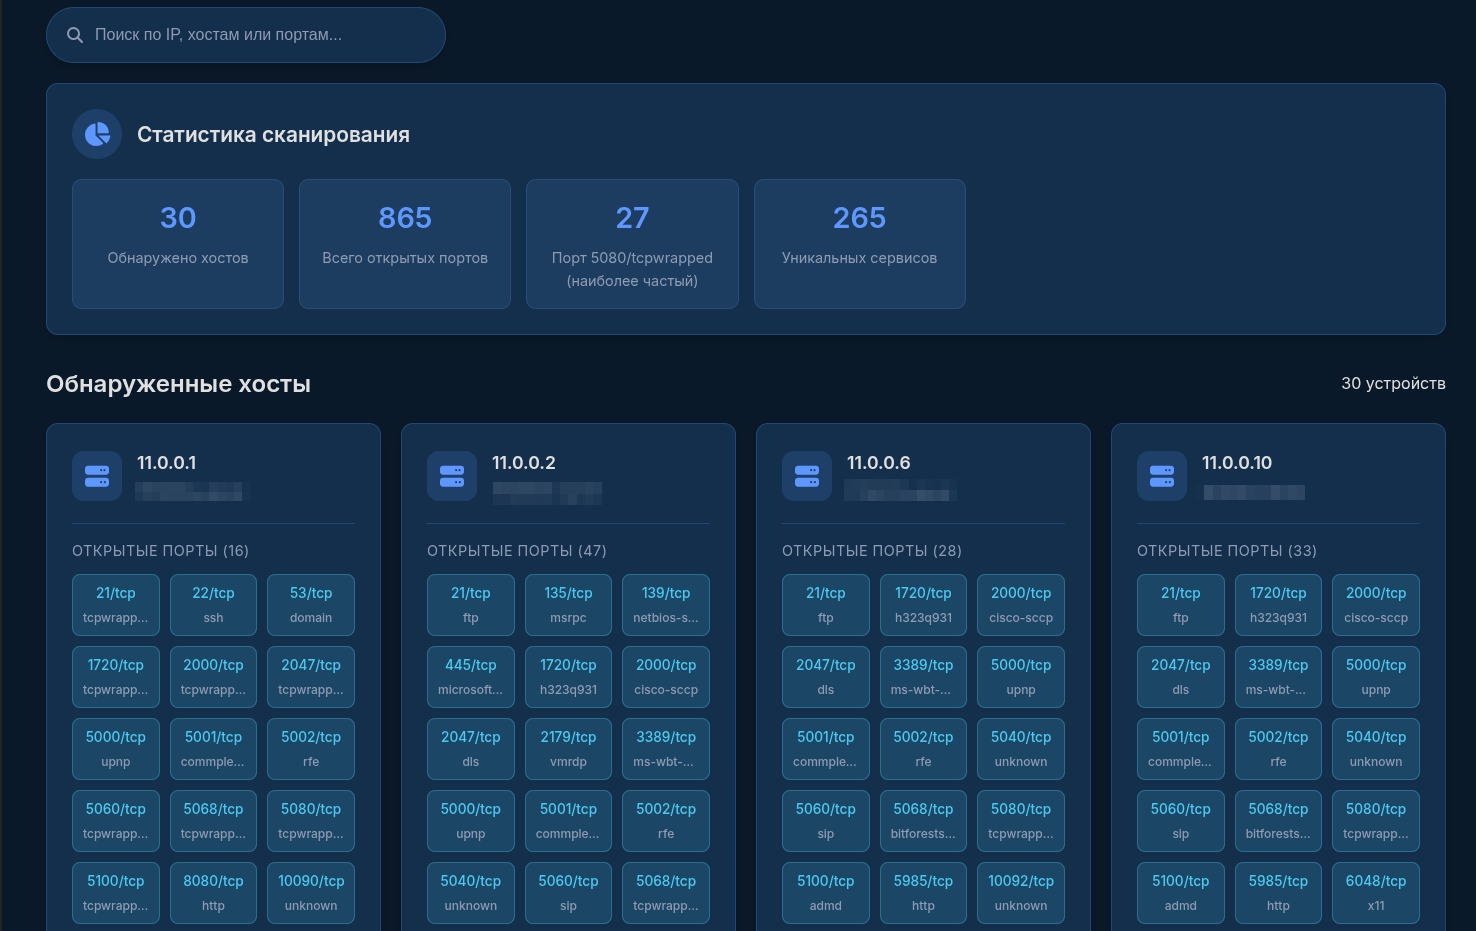 Поиск по IP, хостам или портам...
Статистика сканирования
30
Обнаружено хостов
865
Всего открытых портов
27
Порт 5080/tcpwrapped
(наиболее частый)
265
Уникальных сервисов
Обнаруженные хосты
30 устройств
11.0.0.1
ОТКРЫТЫЕ ПОРТЫ (16)
21/tcp 22/tcp 53/tcp
tcpwrapp... ssh domain
1720/tcp 2000/tcp 2047/tcp
tcpwrapp... tcpwrapp... tcpwrapp...
5000/tcp 5001/tcp 5002/tcp
upnp commple... rfe
5060/tcp 5068/tcp 5080/tcp
tcpwrapp... tcpwrapp... tcpwrapp...
5100/tcp 8080/tcp 10090/tcp
tcpwrapp... http unknown
11.0.0.2
ОТКРЫТЫЕ ПОРТЫ (47)
21/tcp 135/tcp 139/tcp
ftp msrpc netbios-s...
445/tcp 1720/tcp 2000/tcp
microsoft... h323q931 cisco-sccp
2047/tcp 2179/tcp 3389/tcp
dls vmrdp ms-wbt-...
5000/tcp 5001/tcp 5002/tcp
upnp commple... rfe
5040/tcp 5060/tcp 5068/tcp
unknown sip tcpwrapp...
11.0.0.6
ОТКРЫТЫЕ ПОРТЫ (28)
21/tcp 1720/tcp 2000/tcp
ftp h323q931 cisco-sccp
2047/tcp 3389/tcp 5000/tcp
dls ms-wbt-... upnp
5001/tcp 5002/tcp 5040/tcp
commple... rfe unknown
5060/tcp 5068/tcp 5080/tcp
sip bitforests... tcpwrapp...
5100/tcp 5985/tcp 10092/tcp
admd http unknown
11.0.0.10
ОТКРЫТЫЕ ПОРТЫ (33)
21/tcp 1720/tcp 2000/tcp
ftp h323q931 cisco-sccp
2047/tcp 3389/tcp 5000/tcp
dls ms-wbt-... upnp
5001/tcp 5002/tcp 5040/tcp
commple... rfe unknown
5060/tcp 5068/tcp 5080/tcp
sip bitforests... tcpwrapp...
5100/tcp 5985/tcp 6048/tcp
admd http x11